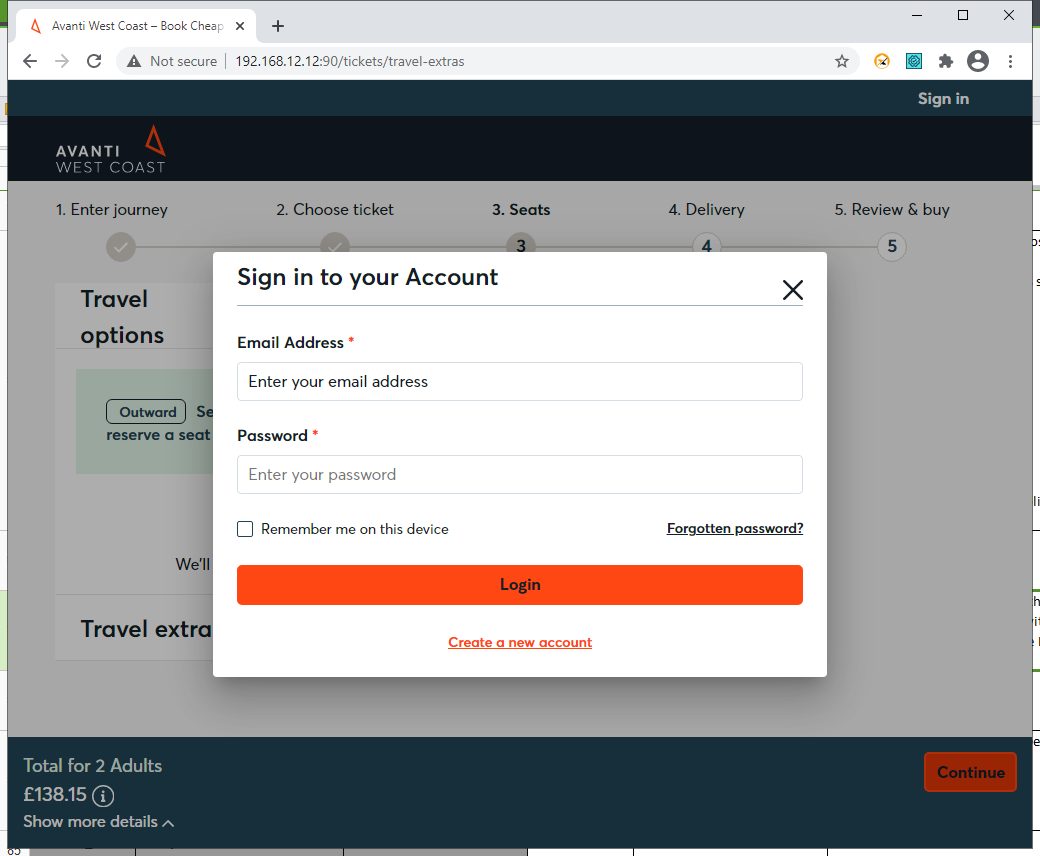 Avanti West Coast – Book Cheap
Not secure
192.168.12.12:90/tickets/travel-extras
Sign in
AVANTI
WEST COAST
1. Enter journey
2. Choose ticket
3. Seats
4. Delivery
5. Review & buy
3
4
5
Sign in to your Account
Travel
options
Email Address *
Enter your email address
Outward Se
reserve a seat
Password *
Enter your password
Remember me on this device
Forgotten password?
We'll
Login
Travel extra
Create a new account
Total for 2 Adults
£138.15
Show more details
Continue